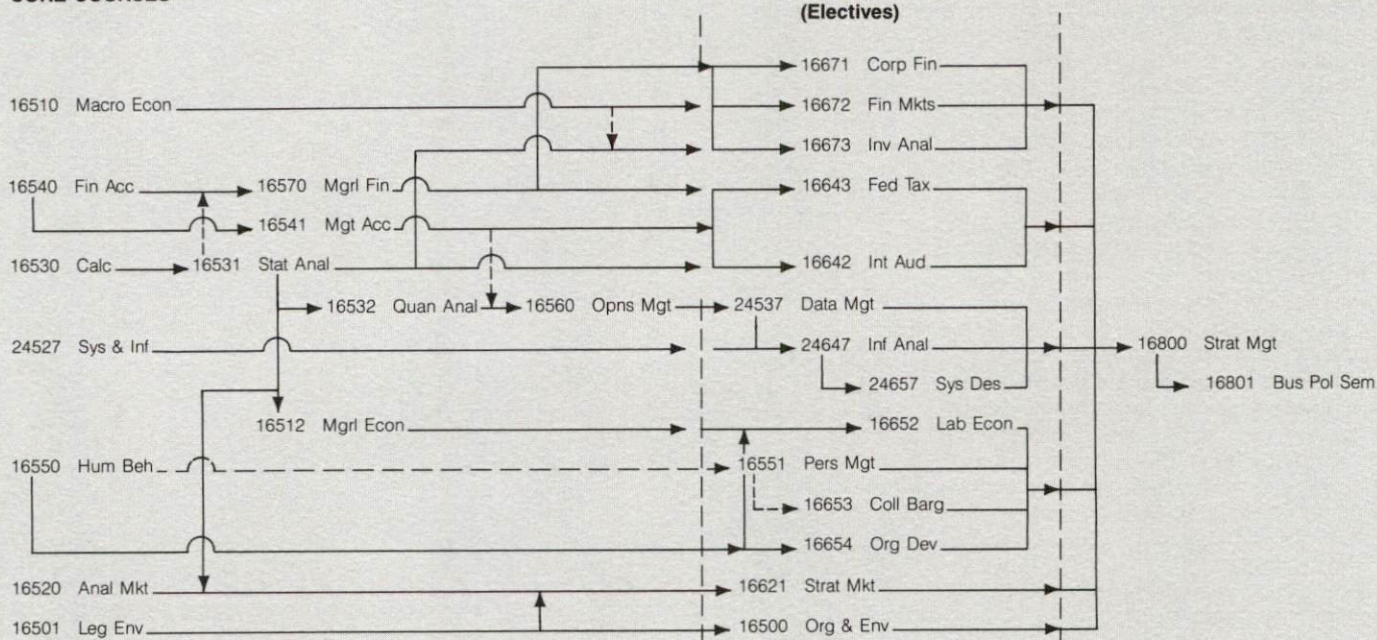 CORE COURSES
(Electives)
16671 Corp Fin
16510 Macro Econ
16672 Fin Mkts
16673 Inv Anal
16540 Fin Acc
16570 Mgrl Fin
16643 Fed Tax
16541 Mgt Acc
16530 Calc
16531 Stat Anal
16642 Int Aud
16532 Quan Anal
16560 Opns Mgt
24537 Data Mgt
24527 Sys & Inf
24647 Inf Anal
16800 Strat Mgt
24657 Sys Des
16801 Bus Pol Sem
16512 Mgrl Econ
16652 Lab Econ
16550 Hum Beh
16551 Pers Mgt
16653 Coll Barg
16654 Org Dev
16520 Anal Mkt
16621 Strat Mkt
16501 Leg Env
16500 Org & Env